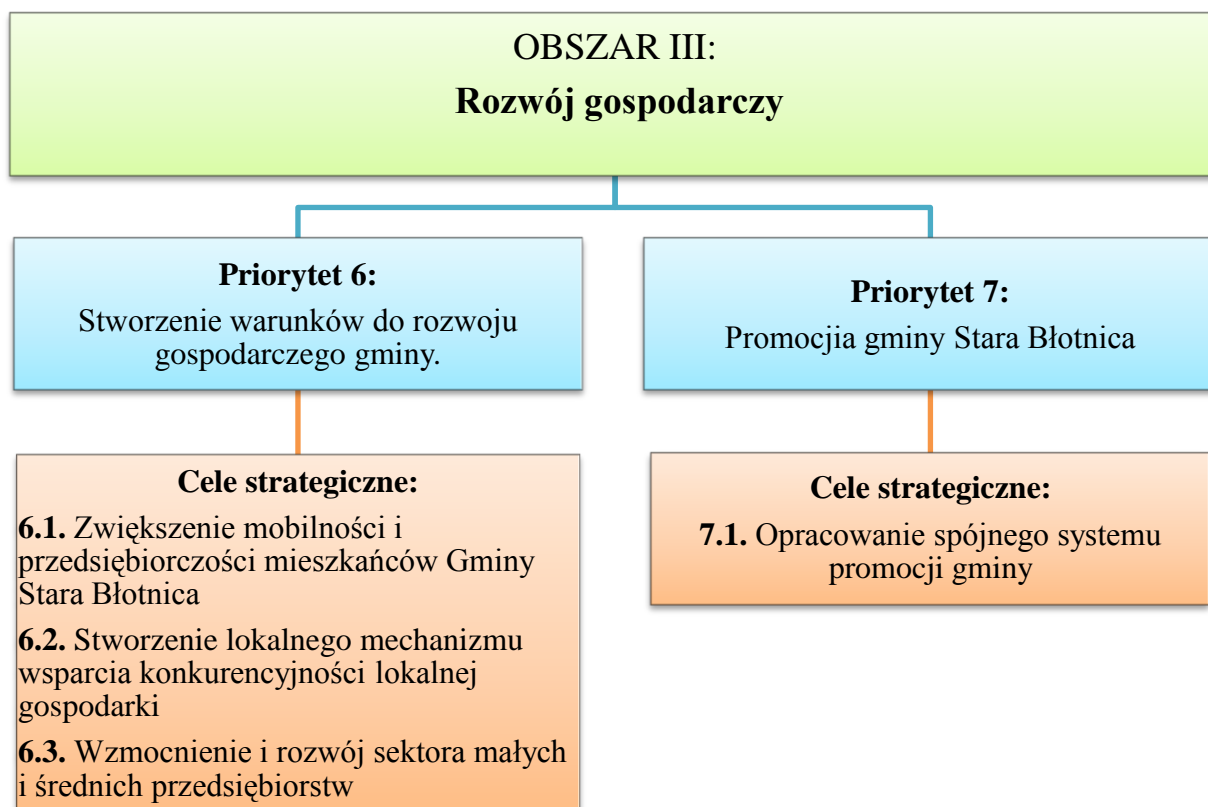 OBSZAR III:
Rozwój gospodarczy
Priorytet 6:
Stworzenie warunków do rozwoju
gospodarczego gminy.
Priorytet 7:
Promocjia gminy Stara Błotnica
Cele strategiczne:
6.1. Zwiększenie mobilności i
przedsiębiorczości mieszkańców Gminy
Stara Błotnica
6.2. Stworzenie lokalnego mechanizmu
wsparcia konkurencyjności lokalnej
gospodarki
6.3. Wzmocnienie i rozwój sektora małych
i średnich przedsiębiorstw
Cele strategiczne:
7.1. Opracowanie spójnego systemu
promocji gminy